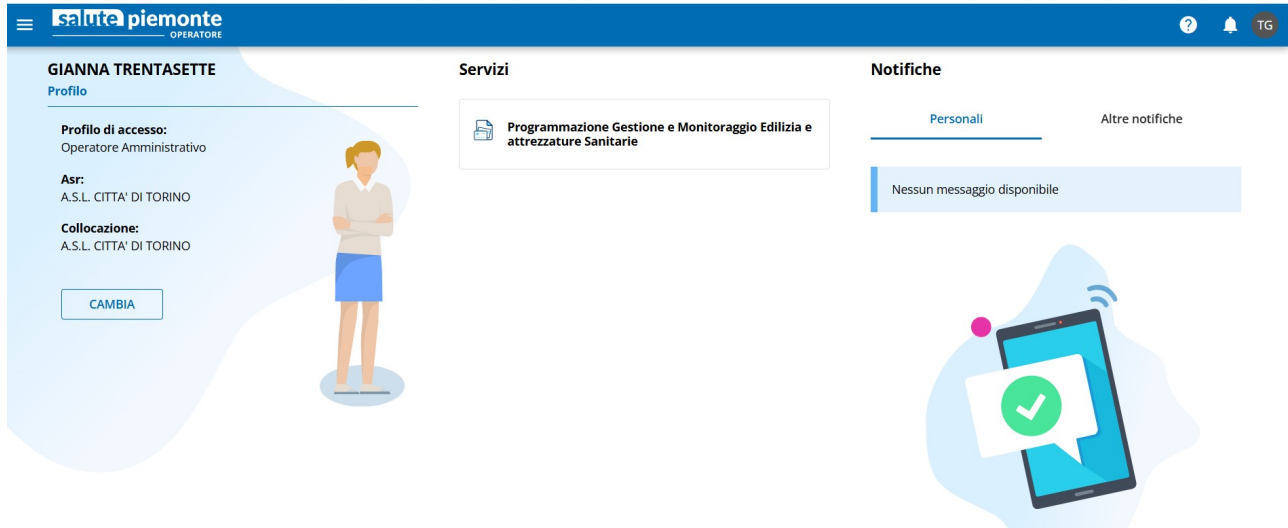 salute piemonte
OPERATORE
?
TG
GIANNA TRENTASETTE
Profilo
Profilo di accesso:
Operatore Amministrativo
Asr:
A.S.L. CITTA' DI TORINO
Collocazione:
A.S.L. CITTA' DI TORINO
CAMBIA
Servizi
Programmazione Gestione e Monitoraggio Edilizia e
attrezzature Sanitarie
Notifiche
Personali
Altre notifiche
Nessun messaggio disponibile